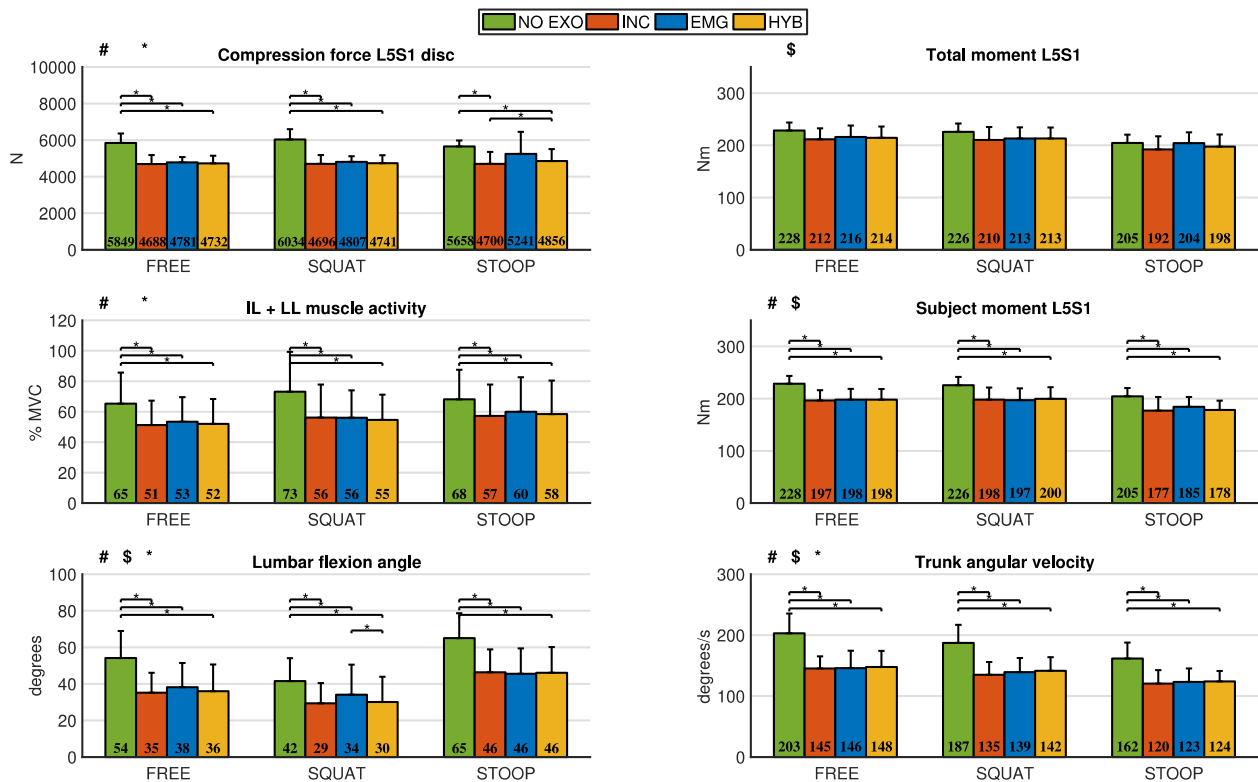 NO EXO INC EMG HYB
# *
Compression force L5S1 disc
N
10000
8000
6000
4000
2000
0
* * *
* * *
* * *
5849 4688 4781 4732
6034 4696 4807 4741
5658 4700 5241 4856
FREE SQUAT STOOP
$
Total moment L5S1
Nm
300
200
100
0
228 212 216 214
226 210 213 213
205 192 204 198
FREE SQUAT STOOP
# *
IL + LL muscle activity
% MVC
120
100
80
60
40
20
0
* * *
* * *
* * *
65 51 53 52
73 56 56 55
68 57 60 58
FREE SQUAT STOOP
# $
Subject moment L5S1
Nm
300
200
100
0
* * *
* * *
* * *
228 197 198 198
226 198 197 200
205 177 185 178
FREE SQUAT STOOP
# $ *
Lumbar flexion angle
degrees
100
80
60
40
20
0
* * *
* * * *
* * *
54 35 38 36
42 29 34 30
65 46 46 46
FREE SQUAT STOOP
# $ *
Trunk angular velocity
degrees/s
300
200
100
0
* * *
* * *
* * *
203 145 146 148
187 135 139 142
162 120 123 124
FREE SQUAT STOOP